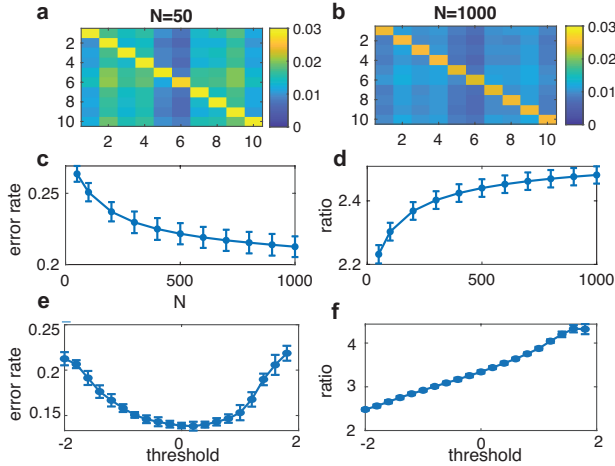 a N=50 b N=1000
2 4 6 8 10 0.03 0.02 0.01 0 2 4 6 8 10 0.03 0.02 0.01 0
2 4 6 8 10 2 4 6 8 10
c d
error rate 0.25 0.2 ratio 2.4 2.2
0 500 1000 0 500 1000
N
e f
error rate 0.25 0.2 0.15 ratio 4 3 2
-2 0 2 -2 0 2
threshold threshold